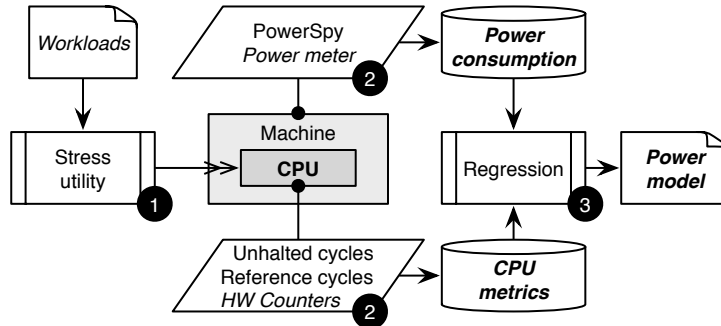 Workloads
PowerSpy
Power meter
2
Power
consumption
Stress
utility
1
Machine
CPU
Regression
3
Power
model
Unhalted cycles
Reference cycles
HW Counters
2
CPU
metrics